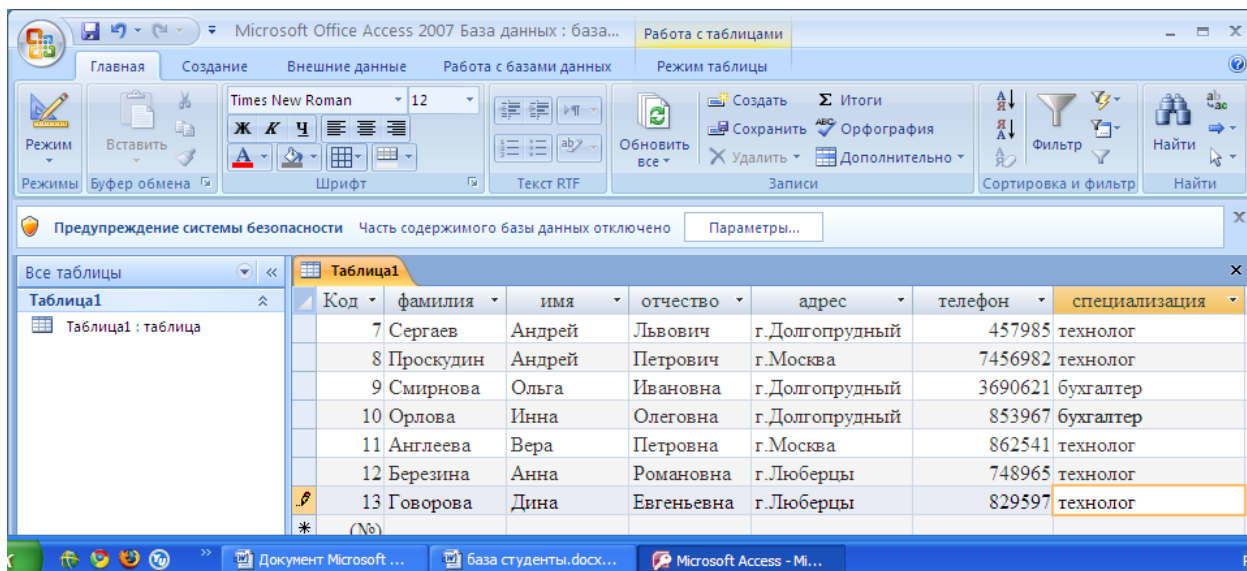 Microsoft Office Access 2007 База данных : база... Работа с таблицами
Главная Создание Внешние данные Работа с базами данных Режим таблицы
Режим
Режимы
Вставить
Буфер обмена
Times New Roman 12
Ж К Ч
Шрифт
Текст RTF
Обновить все
Создать Σ Итоги
Сохранить Орфография
Удалить Дополнительно
Записи
Фильтр
Сортировка и фильтр
Найти
Найти
Предупреждение системы безопасности Часть содержимого базы данных отключено Параметры...
Все таблицы
Таблица1
Таблица1 : таблица
Таблица1
Код фамилия имя отчество адрес телефон специализация
7 Сергаев Андрей Львович г.Долгопрудный 457985 технолог
8 Проскудин Андрей Петрович г.Москва 7456982 технолог
9 Смирнова Ольга Ивановна г.Долгопрудный 3690621 бухгалтер
10 Орлова Инна Олеговна г.Долгопрудный 853967 бухгалтер
11 Англеева Вера Петровна г.Москва 862541 технолог
12 Березина Анна Романовна г.Люберцы 748965 технолог
13 Говорова Дина Евгеньевна г.Люберцы 829597 технолог
(№)
Документ Microsoft ... база студенты.docx... Microsoft Access - Mi...